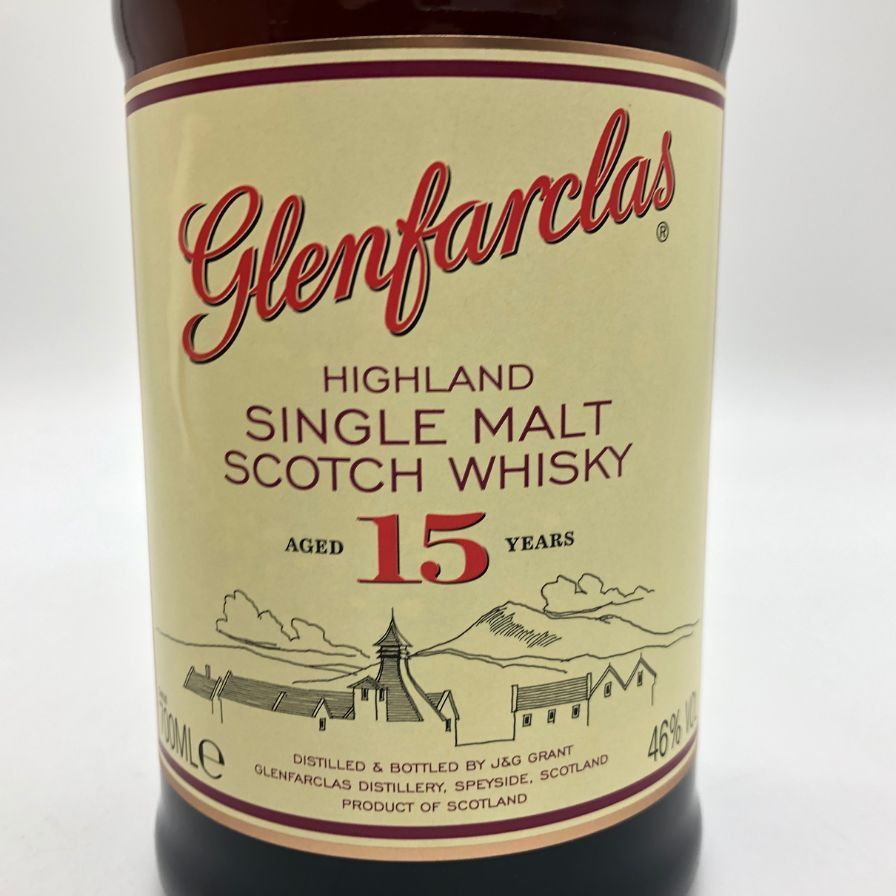 Glenfarclas
®
HIGHLAND
SINGLE MALT
SCOTCH WHISKY
AGED 15 YEARS
700MLe
46% VOL
DISTILLED & BOTTLED BY J&G GRANT
GLENFARCLAS DISTILLERY, SPEYSIDE, SCOTLAND
PRODUCT OF SCOTLAND